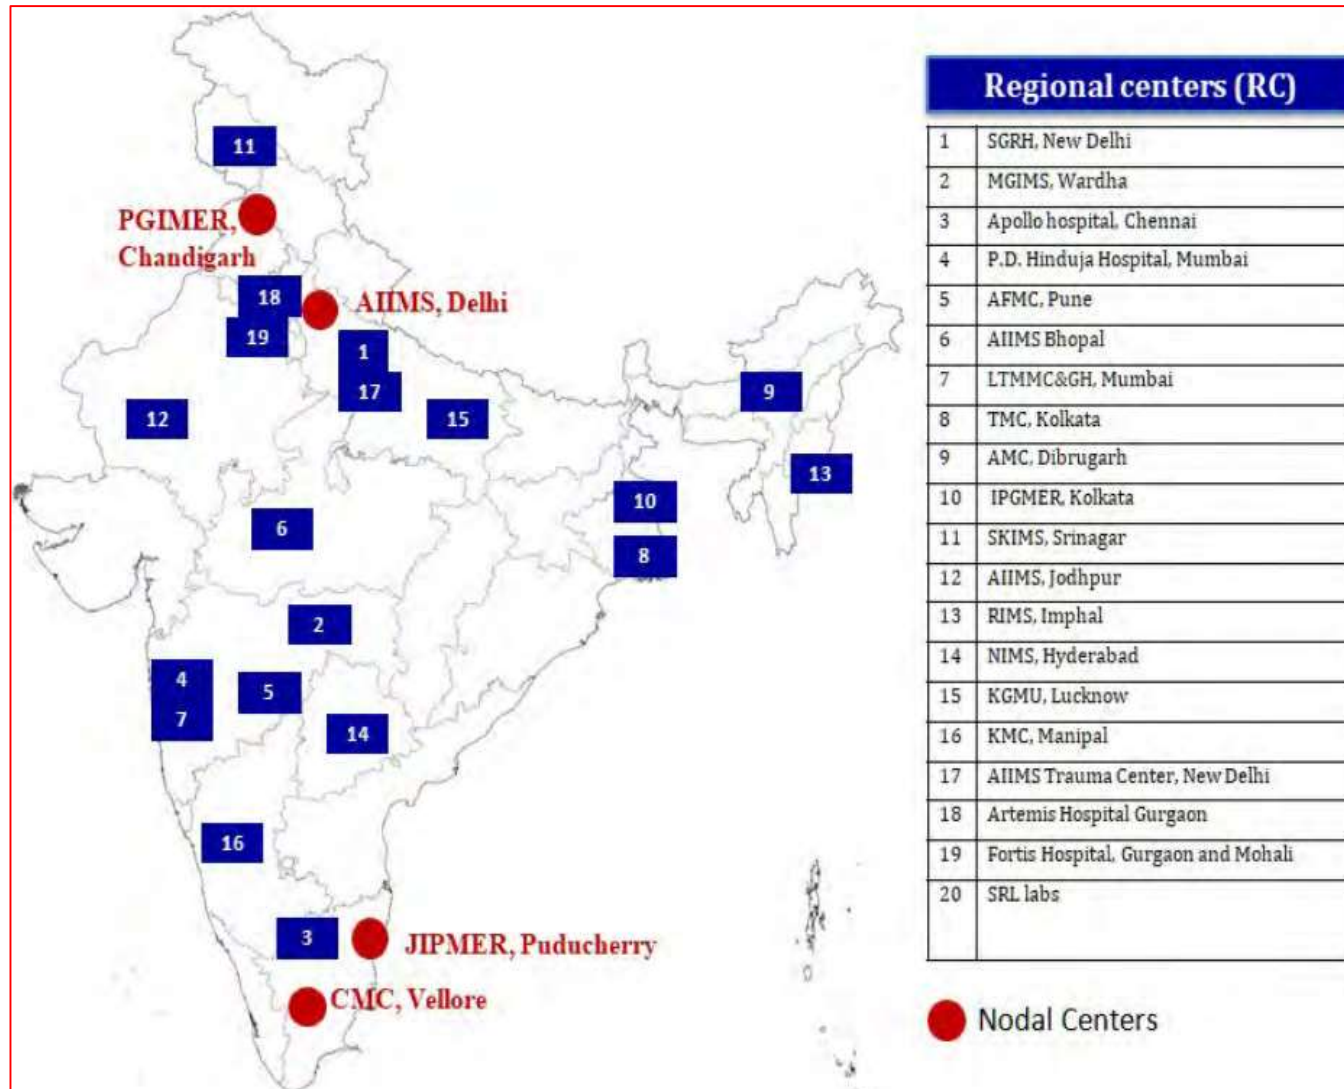 11
PGIMER,
Chandigarh
18
AIIMS, Delhi
19
1
17
12
15
9
13
10
6
8
2
4
5
7
14
16
3
JIPMER, Puducherry
CMC, Vellore
Regional centers (RC)
1 SGRH, New Delhi
2 MGIMS, Wardha
3 Apollo hospital, Chennai
4 P.D. Hinduja Hospital, Mumbai
5 AFMC, Pune
6 AIIMS Bhopal
7 LTMMC&GH, Mumbai
8 TMC, Kolkata
9 AMC, Dibrugarh
10 IPGMER, Kolkata
11 SKIMS, Srinagar
12 AIIMS, Jodhpur
13 RIMS, Imphal
14 NIMS, Hyderabad
15 KGMU, Lucknow
16 KMC, Manipal
17 AIIMS Trauma Center, New Delhi
18 Artemis Hospital Gurgaon
19 Fortis Hospital, Gurgaon and Mohali
20 SRL labs
Nodal Centers